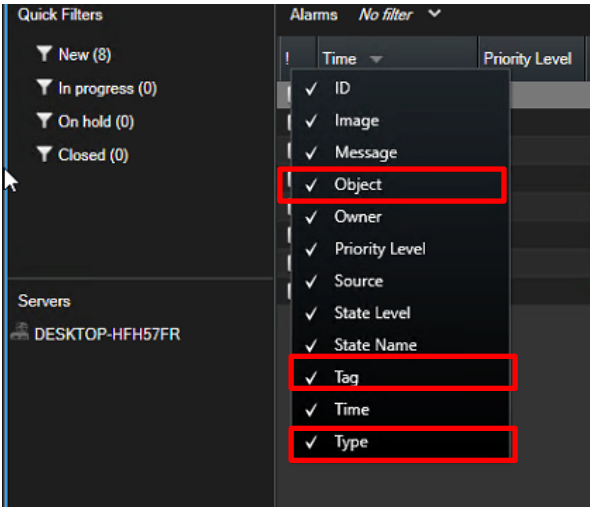 Quick Filters
New (8)
In progress (0)
On hold (0)
Closed (0)
Servers
DESKTOP-HFH57FR
Alarms No filter
! Time Priority Level
ID
Image
Message
Object
Owner
Priority Level
Source
State Level
State Name
Tag
Time
Type